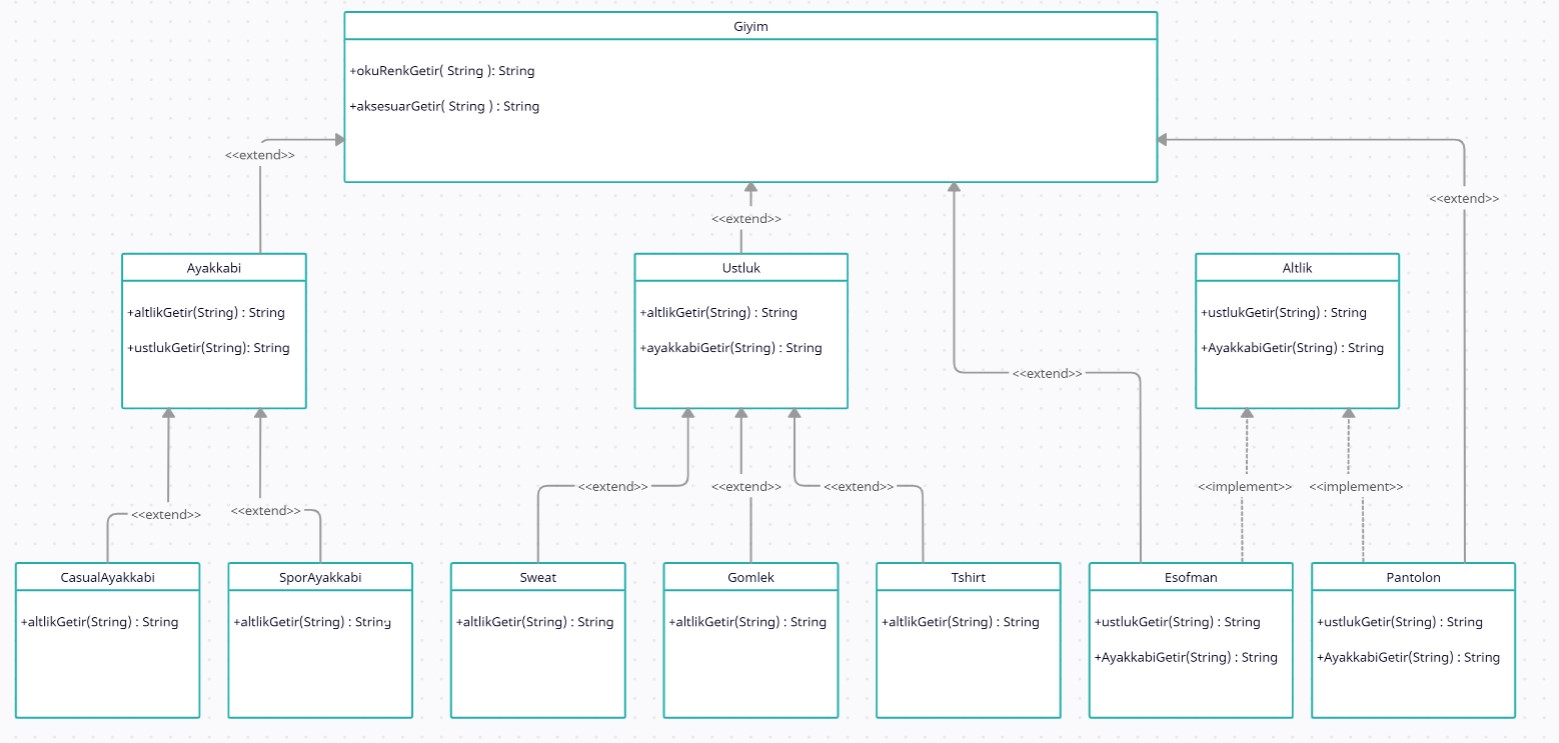 Giyim
+okuRenkGetir( String ): String
+aksesuarGetir( String ) : String
<<extend>>
<<extend>>
<<extend>>
Ayakkabi
+altlikGetir(String) : String
+ustlukGetir(String): String
Ustluk
+altlikGetir(String) : String
+ayakkabiGetir(String) : String
Altlik
+ustlukGetir(String) : String
+AyakkabiGetir(String) : String
<<extend>>
<<extend>>
<<extend>>
<<extend>>
<<extend>>
<<extend>>
<<implement>>
<<implement>>
CasualAyakkabi
+altlikGetir(String) : String
SporAyakkabi
+altlikGetir(String) : String
Sweat
+altlikGetir(String) : String
Gomlek
+altlikGetir(String) : String
Tshirt
+altlikGetir(String) : String
Esofman
+ustlukGetir(String) : String
+AyakkabiGetir(String) : String
Pantolon
+ustlukGetir(String) : String
+AyakkabiGetir(String) : String